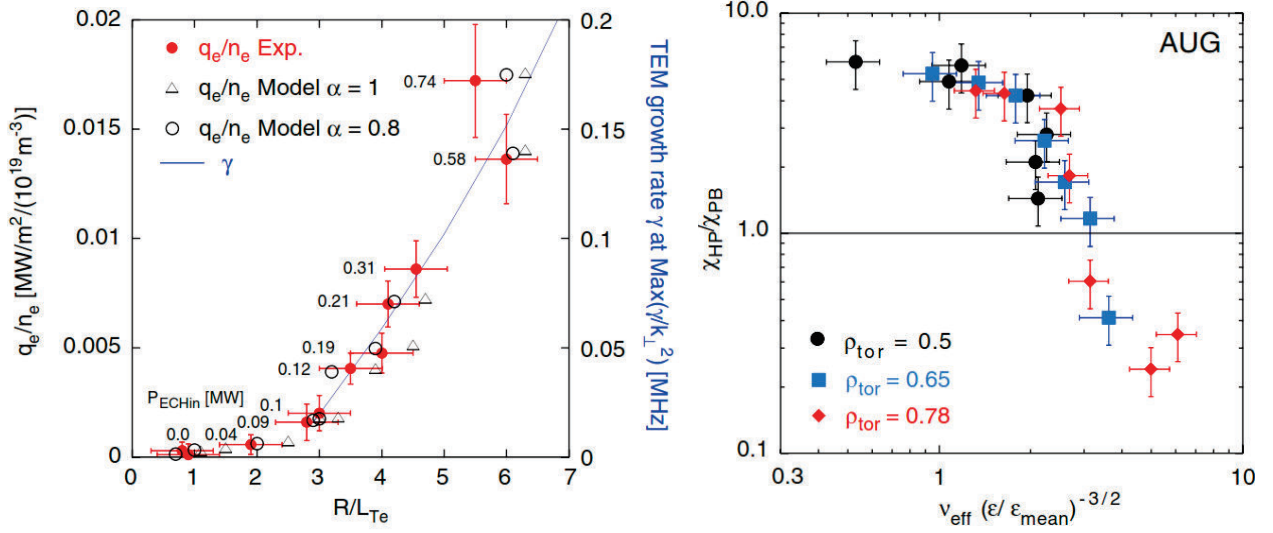 q_e/n_e [MW/m²/(10¹⁹m⁻³)]
0.02
0.015
0.01
0.005
0
q_e/n_e Exp.
q_e/n_e Model α = 1
q_e/n_e Model α = 0.8
γ
0.74
0.58
0.31
0.21
0.19
0.12
0.1
P_ECHin [MW]
0.09
0.0
0.04
0 1 2 3 4 5 6 7
R/L_Te
0.2
0.15
0.1
0.05
0
TEM growth rate γ at Max(γ/k_⊥²) [MHz]
χ_HP/χ_PB
10.0
1.0
0.1
AUG
ρ_tor = 0.5
ρ_tor = 0.65
ρ_tor = 0.78
0.3 1 10
ν_eff (ε/ε_mean)^−3/2